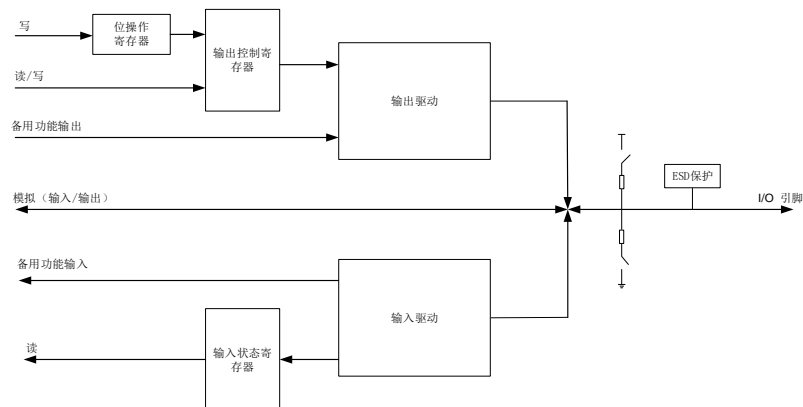 写
位操作
寄存器
输出控制寄
存器
读/写
输出驱动
备用功能输出
ESD保护
模拟（输入/输出）
I/O 引脚
备用功能输入
输入驱动
读
输入状态寄
存器